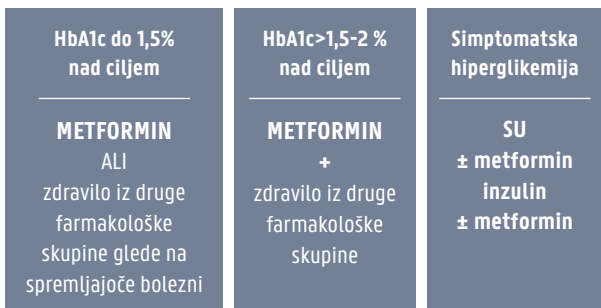 HbA1c do 1,5%
nad ciljem
METFORMIN
ALI
zdravilo iz druge
farmakološke
skupine glede na
spremljajoče bolezni
HbA1c>1,5-2 %
nad ciljem
METFORMIN
+
zdravilo iz druge
farmakološke
skupine
Simptomatska
hiperglikemija
SU
± metformin
inzulin
± metformin